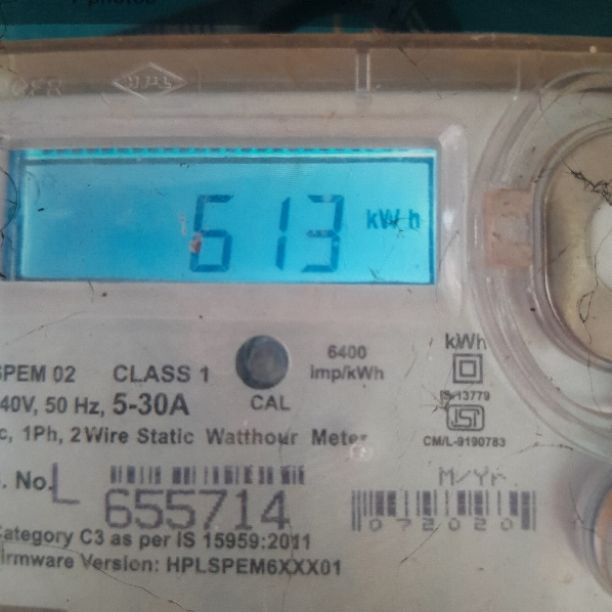 613 kWh
SPEM 02 CLASS 1
6400
imp/kWh
kWh
40V, 50 Hz, 5-30A
CAL
IS 13779
ISI
CM/L-9190783
c, 1Ph, 2Wire Static Watthour Meter
. No. L 655714
M/Yr.
072020
Category C3 as per IS 15959:2011
irmware Version: HPLSPEM6XXX01